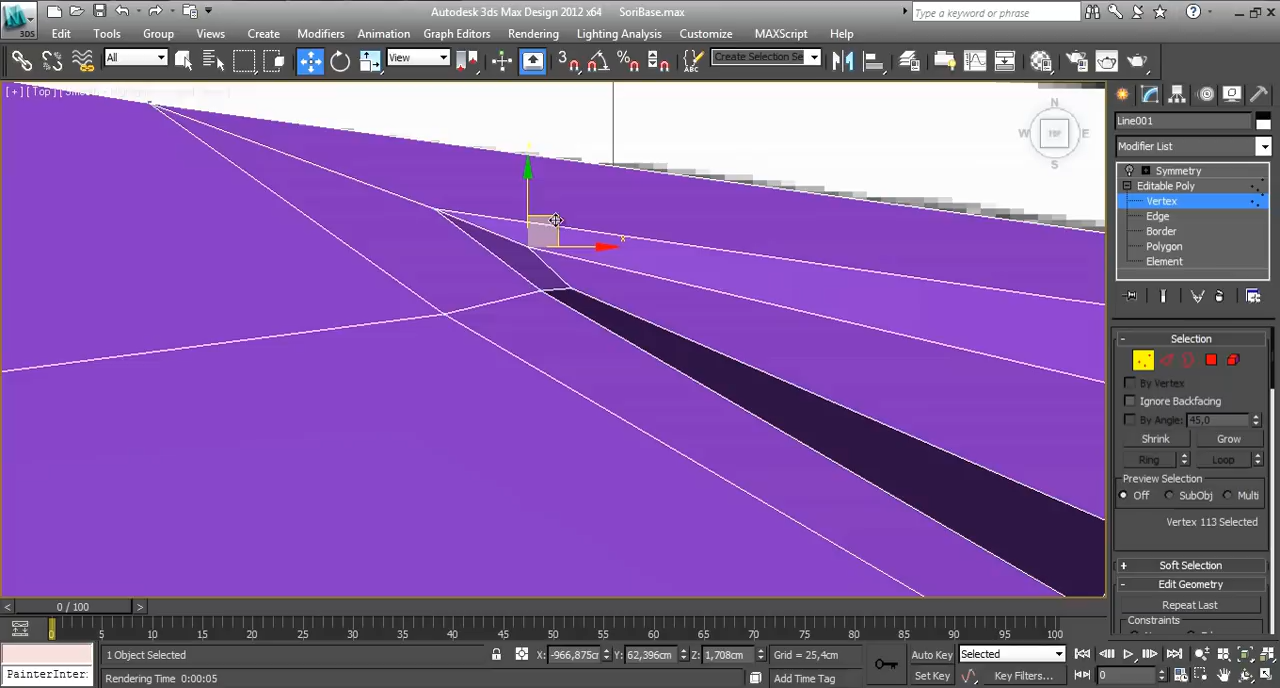 Autodesk 3ds Max Design 2012 x64 SoriBase.max
Type a keyword or phrase
3DS
Edit Tools Group Views Create Modifiers Animation Graph Editors Rendering Lighting Analysis Customize MAXScript Help
All View Create Selection Se
[+][Top]
N
W TOP E
S
y
x
Line001
Modifier List
Symmetry
Editable Poly
Vertex
Edge
Border
Polygon
Element
Selection
By Vertex
Ignore Backfacing
By Angle: 45,0
Shrink Grow
Ring Loop
Preview Selection
Off SubObj Multi
Vertex 113 Selected
Soft Selection
Edit Geometry
Repeat Last
Constraints
0 / 100
0 5 10 15 20 25 30 35 40 45 50 55 60 65 70 75 80 85 90 95 100
1 Object Selected X: -966,875cm Y: 62,396cm Z: 1,708cm Grid = 25,4cm Auto Key Selected
PainterInter: Rendering Time 0:00:05 Add Time Tag Set Key Key Filters... 0